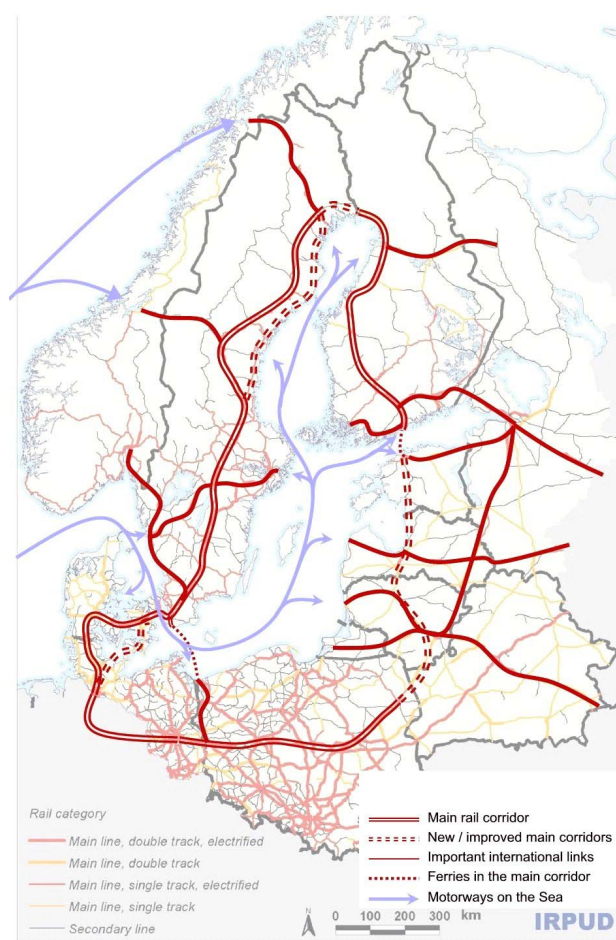 Rail category
Main line, double track, electrified
Main line, double track
Main line, single track, electrified
Main line, single track
Secondary line
Main rail corridor
New / improved main corridors
Important international links
Ferries in the main corridor
Motorways on the Sea
N
0 100 200 300 km
IRPUD